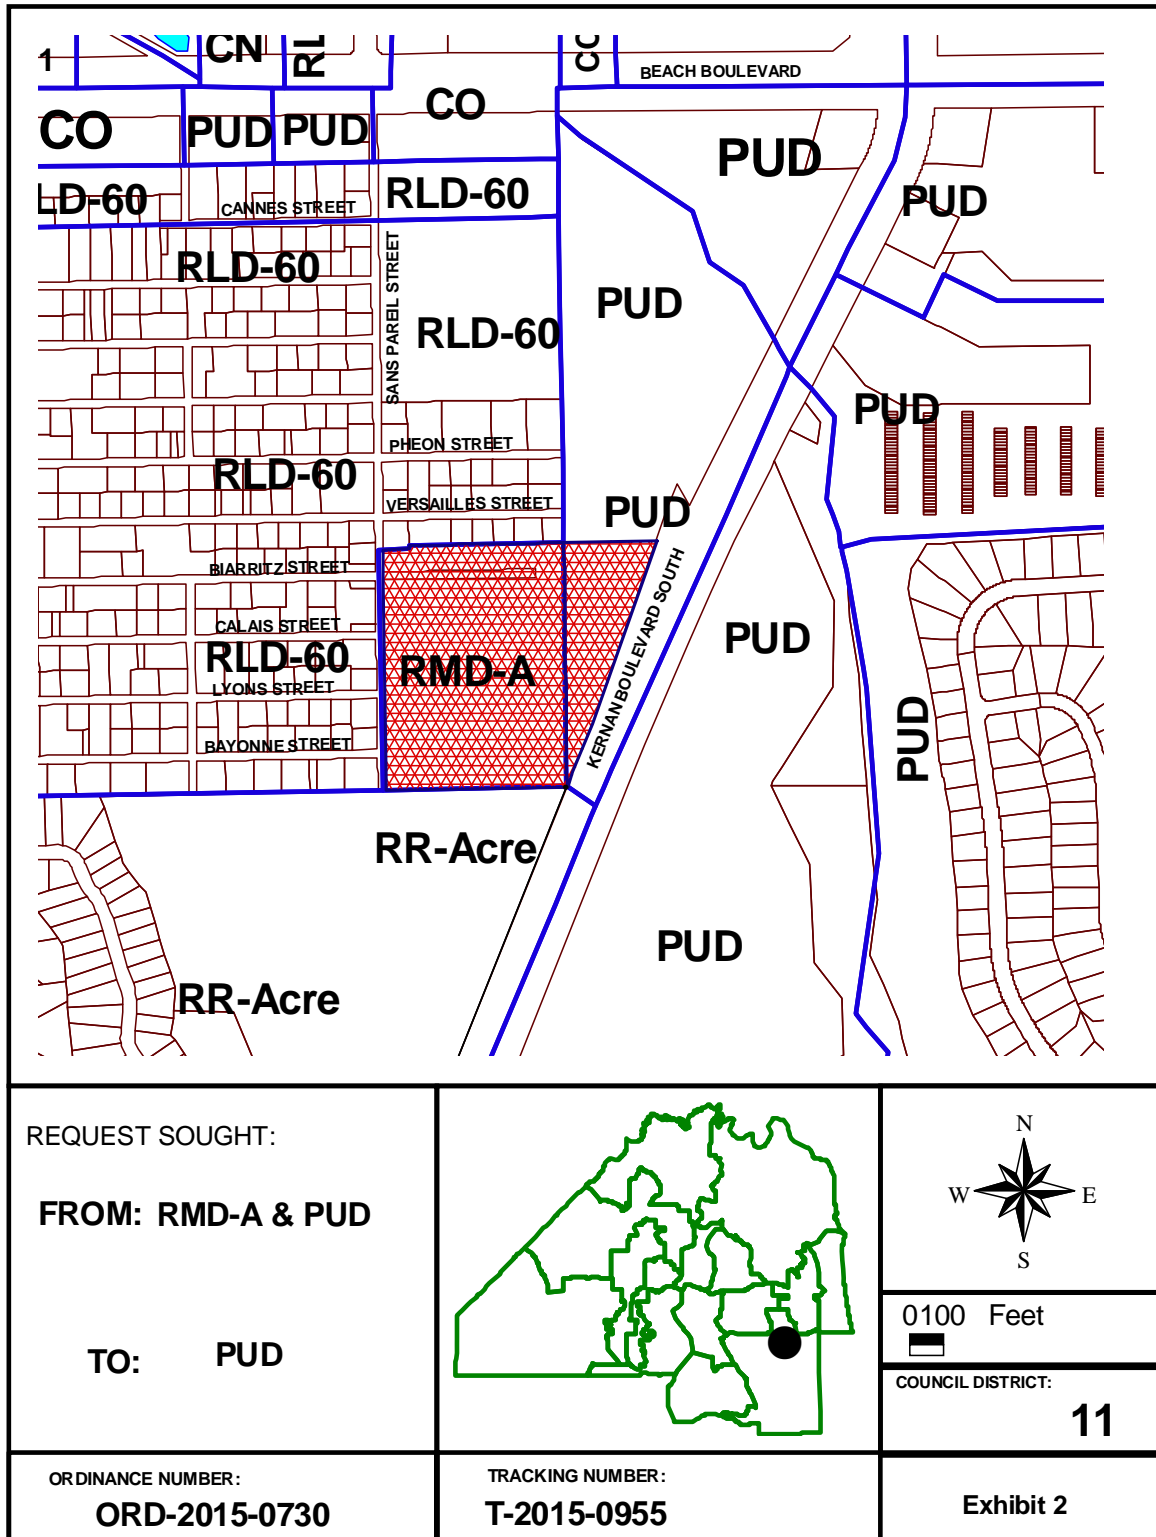 1
CN
RL
CO
BEACH BOULEVARD
CO
PUD
PUD
CO
PUD
LD-60
CANNES STREET
RLD-60
PUD
RLD-60
SANS PAREIL STREET
PUD
RLD-60
PUD
PHEON STREET
RLD-60
VERSAILLES STREET
PUD
BIARRITZ STREET
CALAIS STREET
RLD-60
LYONS STREET
BAYONNE STREET
RMD-A
KERNAN BOULEVARD SOUTH
PUD
PUD
RR-Acre
PUD
RR-Acre
REQUEST SOUGHT:
FROM: RMD-A & PUD
TO: PUD
N
W E
S
0100 Feet
COUNCIL DISTRICT:
11
ORDINANCE NUMBER:
ORD-2015-0730
TRACKING NUMBER:
T-2015-0955
Exhibit 2